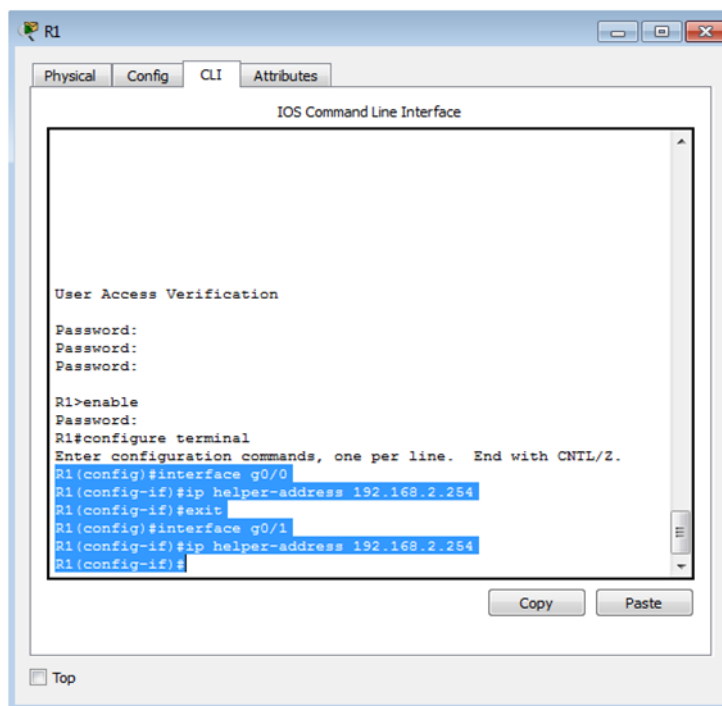 R1
Physical Config CLI Attributes
IOS Command Line Interface
User Access Verification
Password:
Password:
Password:
R1>enable
Password:
R1#configure terminal
Enter configuration commands, one per line.  End with CNTL/Z.
R1(config)#interface g0/0
R1(config-if)#ip helper-address 192.168.2.254
R1(config-if)#exit
R1(config)#interface g0/1
R1(config-if)#ip helper-address 192.168.2.254
R1(config-if)#
Copy Paste
Top